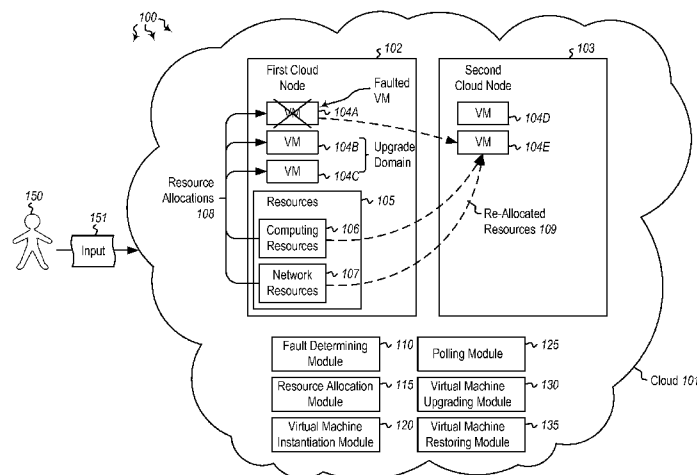 100
102
103
First Cloud
Node
Faulted
VM
Second
Cloud Node
VM
104A
VM
104D
VM
104B
Upgrade
Domain
VM
104E
VM
104C
Resource
Allocations
108
Resources
105
Re-Allocated
Resources 109
Computing
Resources
106
Network
Resources
107
150
151
Input
Fault Determining
Module
110
Polling Module
125
Resource Allocation
Module
115
Virtual Machine
Upgrading Module
130
Cloud 101
Virtual Machine
Instantiation Module
120
Virtual Machine
Restoring Module
135